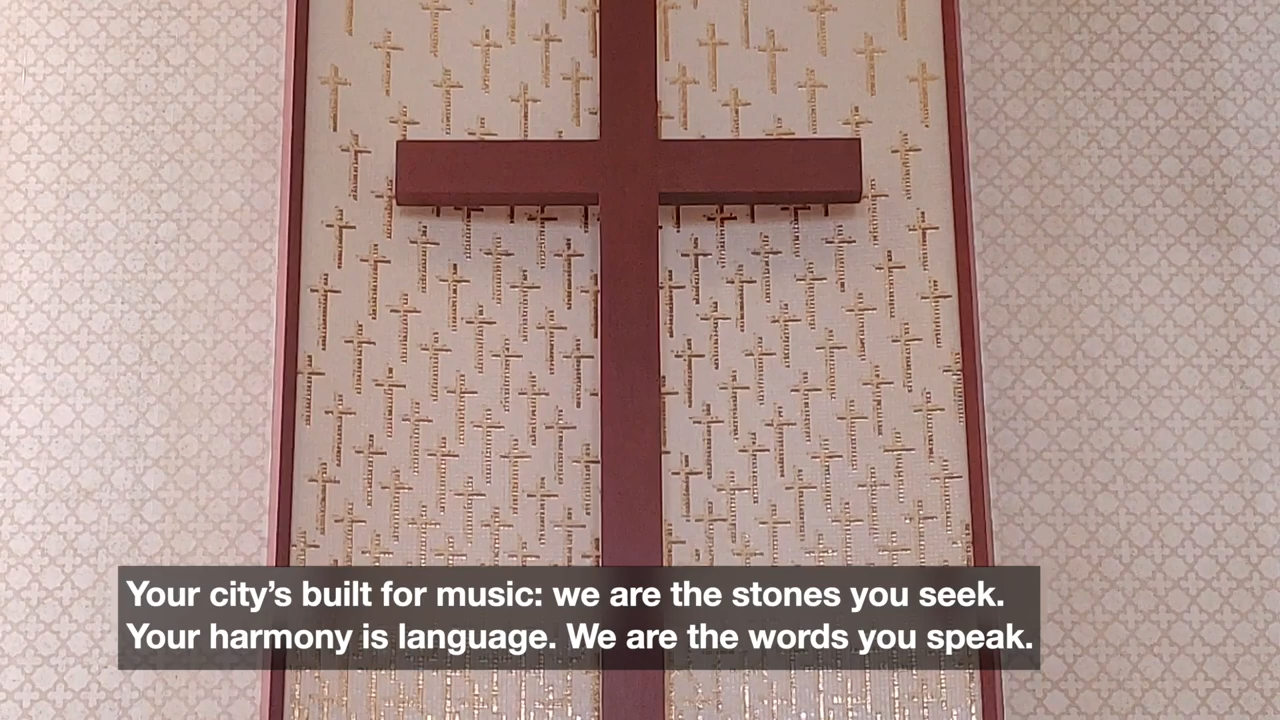 Your city’s built for music: we are the stones you seek.
Your harmony is language. We are the words you speak.